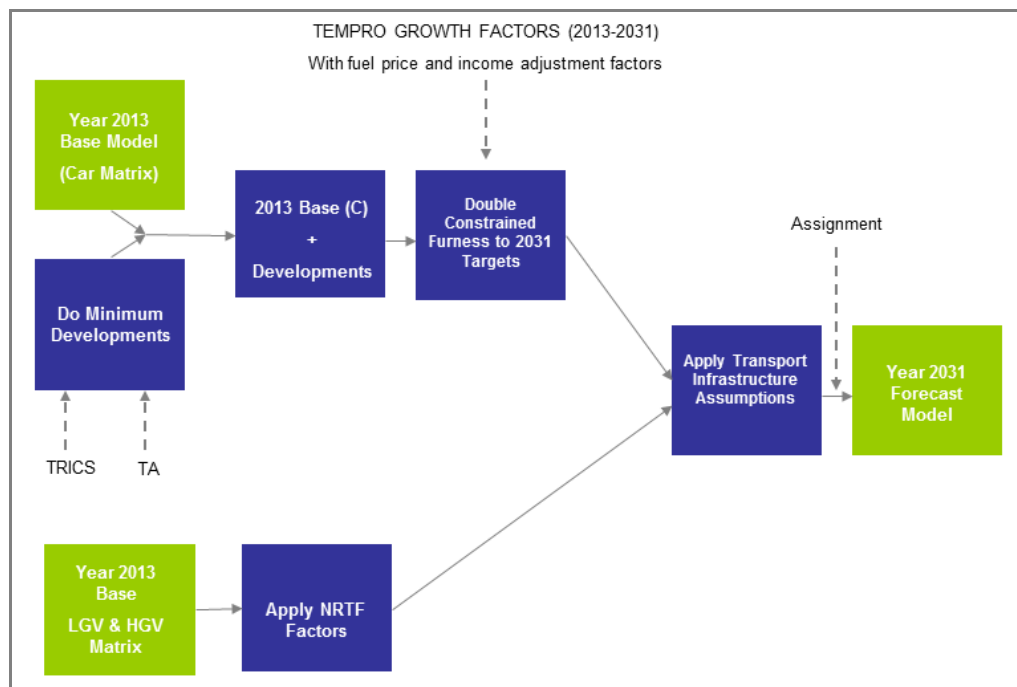 TEMPRO GROWTH FACTORS (2013-2031)
With fuel price and income adjustment factors
Year 2013
Base Model
(Car Matrix)
2013 Base (C)
+
Developments
Double
Constrained
Furness to 2031
Targets
Assignment
Do Minimum
Developments
Apply Transport
Infrastructure
Assumptions
Year 2031
Forecast
Model
TRICS
TA
Year 2013
Base
LGV & HGV
Matrix
Apply NRTF
Factors